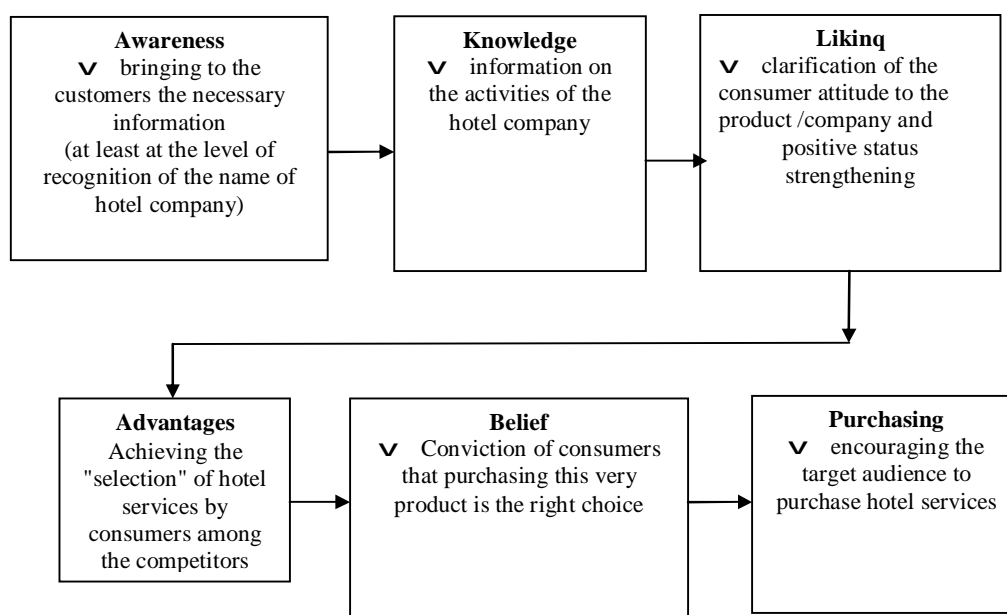 Awareness
v bringing to the
customers the necessary
information
(at least at the level of
recognition of the name of
hotel company)
Knowledge
v information on
the activities of the
hotel company
Likinq
v clarification of the
consumer attitude to the
product /company and
positive status
strengthening
Advantages
Achieving the
"selection" of hotel
services by
consumers among
the competitors
Belief
v Conviction of consumers
that purchasing this very
product is the right choice
Purchasing
v encouraging the
target audience to
purchase hotel services